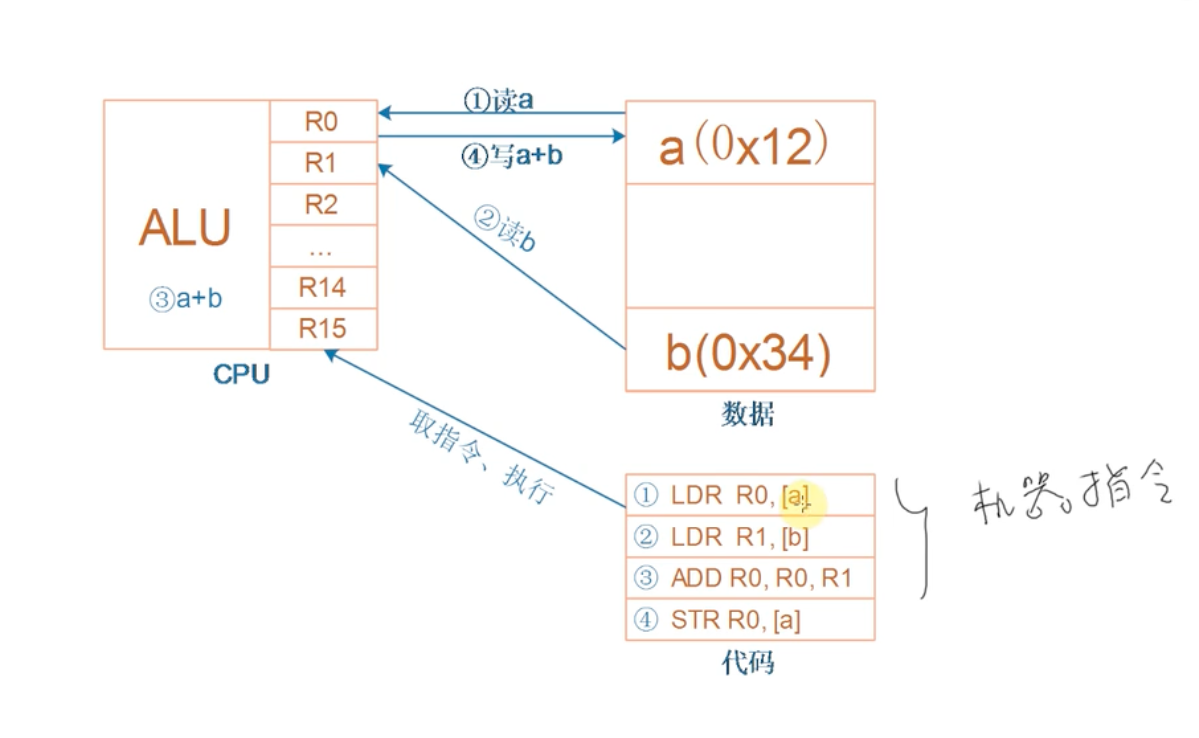 ①读a
④写a+b
②读b
R0
R1
R2
...
R14
R15
ALU
③a+b
CPU
a(0x12)
b(0x34)
数据
取指令、执行
① LDR R0, [a]
② LDR R1, [b]
③ ADD R0, R0, R1
④ STR R0, [a]
代码
机器指令